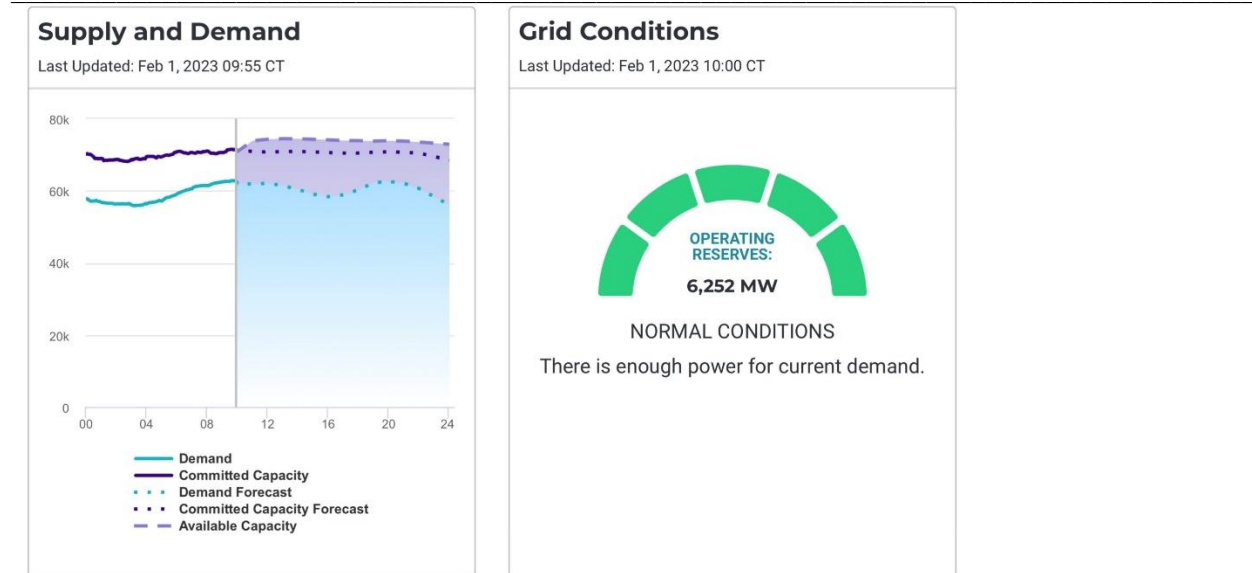 Supply and Demand
Last Updated: Feb 1, 2023 09:55 CT
80k
60k
40k
20k
0
00 04 08 12 16 20 24
Demand
Committed Capacity
Demand Forecast
Committed Capacity Forecast
Available Capacity
Grid Conditions
Last Updated: Feb 1, 2023 10:00 CT
OPERATING
RESERVES:
6,252 MW
NORMAL CONDITIONS
There is enough power for current demand.